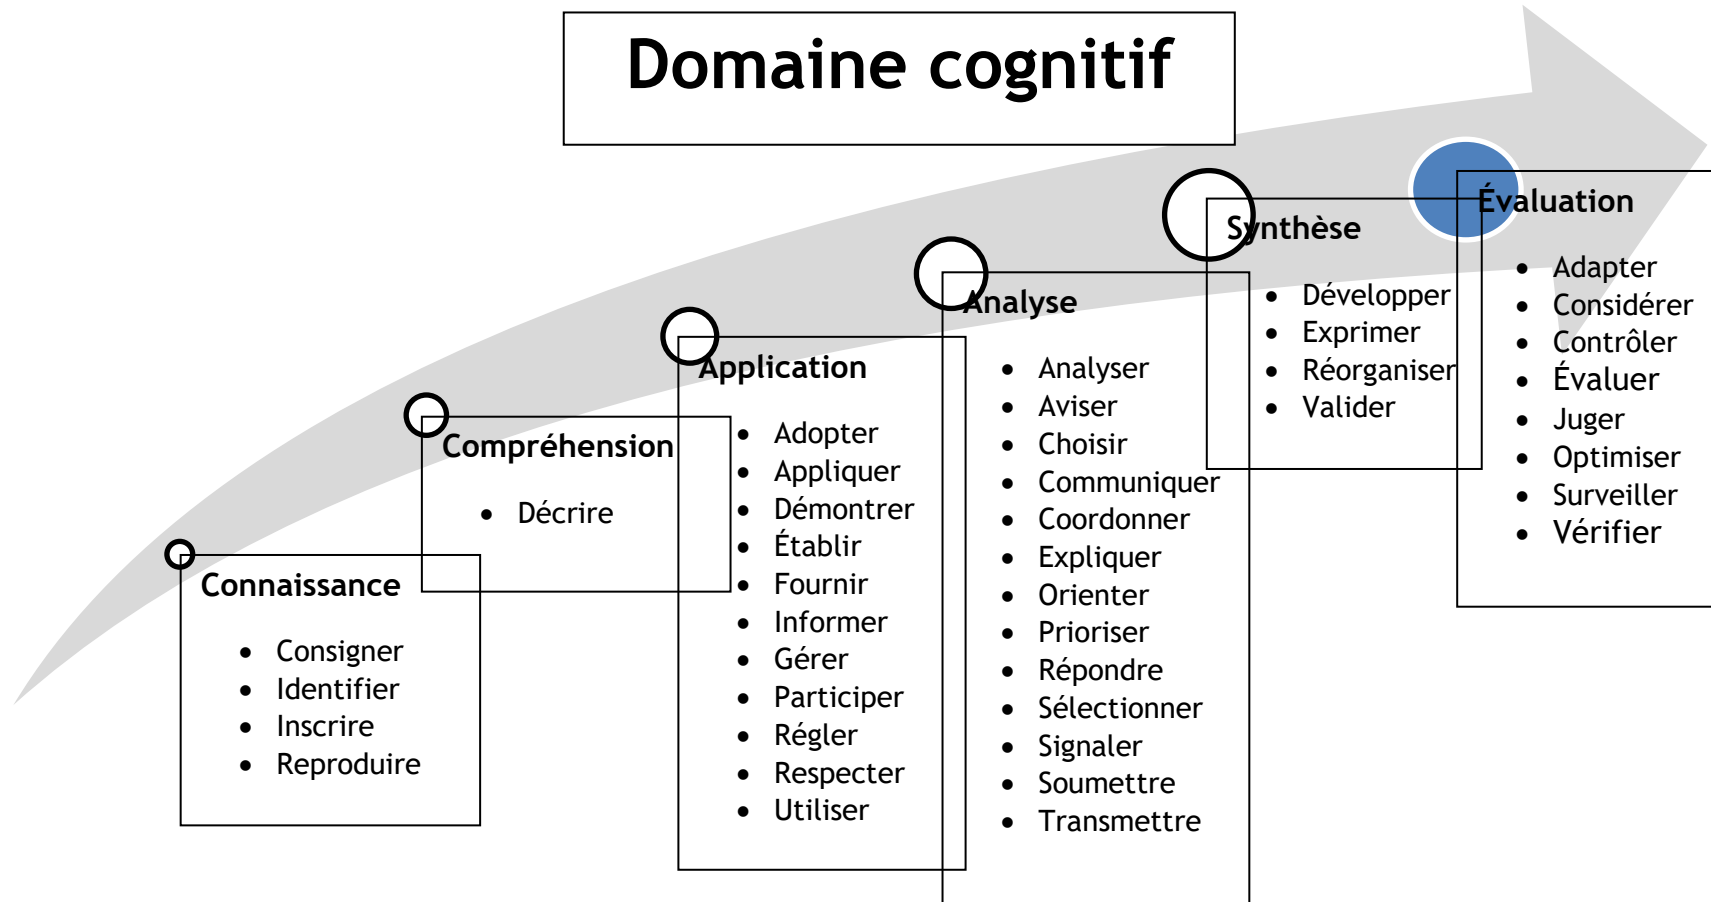 Domaine cognitif
Connaissance
• Consigner
• Identifier
• Inscrire
• Reproduire
Compréhension
• Décrire
Application
• Adopter
• Appliquer
• Démontrer
• Établir
• Fournir
• Informer
• Gérer
• Participer
• Régler
• Respecter
• Utiliser
Analyse
• Analyser
• Aviser
• Choisir
• Communiquer
• Coordonner
• Expliquer
• Orienter
• Prioriser
• Répondre
• Sélectionner
• Signaler
• Soumettre
• Transmettre
Synthèse
• Développer
• Exprimer
• Réorganiser
• Valider
Évaluation
• Adapter
• Considérer
• Contrôler
• Évaluer
• Juger
• Optimiser
• Surveiller
• Vérifier